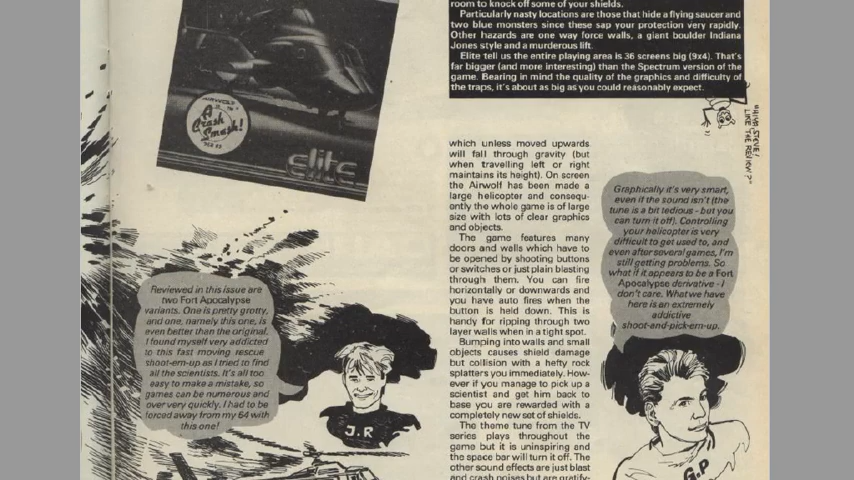 room to knock off some of your shields.
Particularly nasty locations are those that hide a flying saucer and
two blue monsters since these sap your protection very rapidly.
Other hazards are one way force walls, a giant boulder Indiana
Jones style and a murderous lift.
Elite tell us the entire playing area is 36 screens big (9x4). That's
far bigger (and more interesting) than the Spectrum version of the
game. Bearing in mind the quality of the graphics and difficulty of
the traps, it's about as big as you could reasonably expect.
AIRWOLF
A
Crash
Smash!
elite
LIKE THE REVIEW?"
which unless moved upwards
will fall through gravity (but
when travelling left or right
maintains its height). On screen
the Airwolf has been made a
large helicopter and consequ-
ently the whole game is of large
size with lots of clear graphics
and objects.
The game features many
doors and walls which have to
be opened by shooting buttons
or switches or just plain blasting
through them. You can fire
horizontally or downwards and
you have auto fires when the
button is held down. This is
handy for ripping through two
layer walls when in a tight spot.
Bumping into walls and small
objects causes shield damage
but collision with a hefty rock
splatters you immediately. How-
ever if you manage to pick up a
scientist and get him back to
base you are rewarded with a
completely new set of shields.
The theme tune from the TV
series plays throughout the
game but it is uninspiring and
the space bar will turn it off. The
other sound effects are just blast
and crash noises but are gratify-
Graphically it's very smart,
even if the sound isn't (the
tune is a bit tedious - but you
can turn it off). Controlling
your helicopter is very
difficult to get used to, and
even after several games, I'm
still getting problems. So
what if it appears to be a Fort
Apocalypse derivative - I
don't care. What we have
here is an extremely
addictive
shoot-and-pick-em-up.
G.P
Reviewed in this issue are
two Fort Apocalypse
variants. One is pretty grotty,
and one, namely this one, is
even better than the original.
I found myself very addicted
to this fast moving rescue
shoot-em-up as I tried to find
all the scientists. It's all too
easy to make a mistake, so
games can be numerous and
over very quickly. I had to be
forced away from my 64 with
this one!
J.R